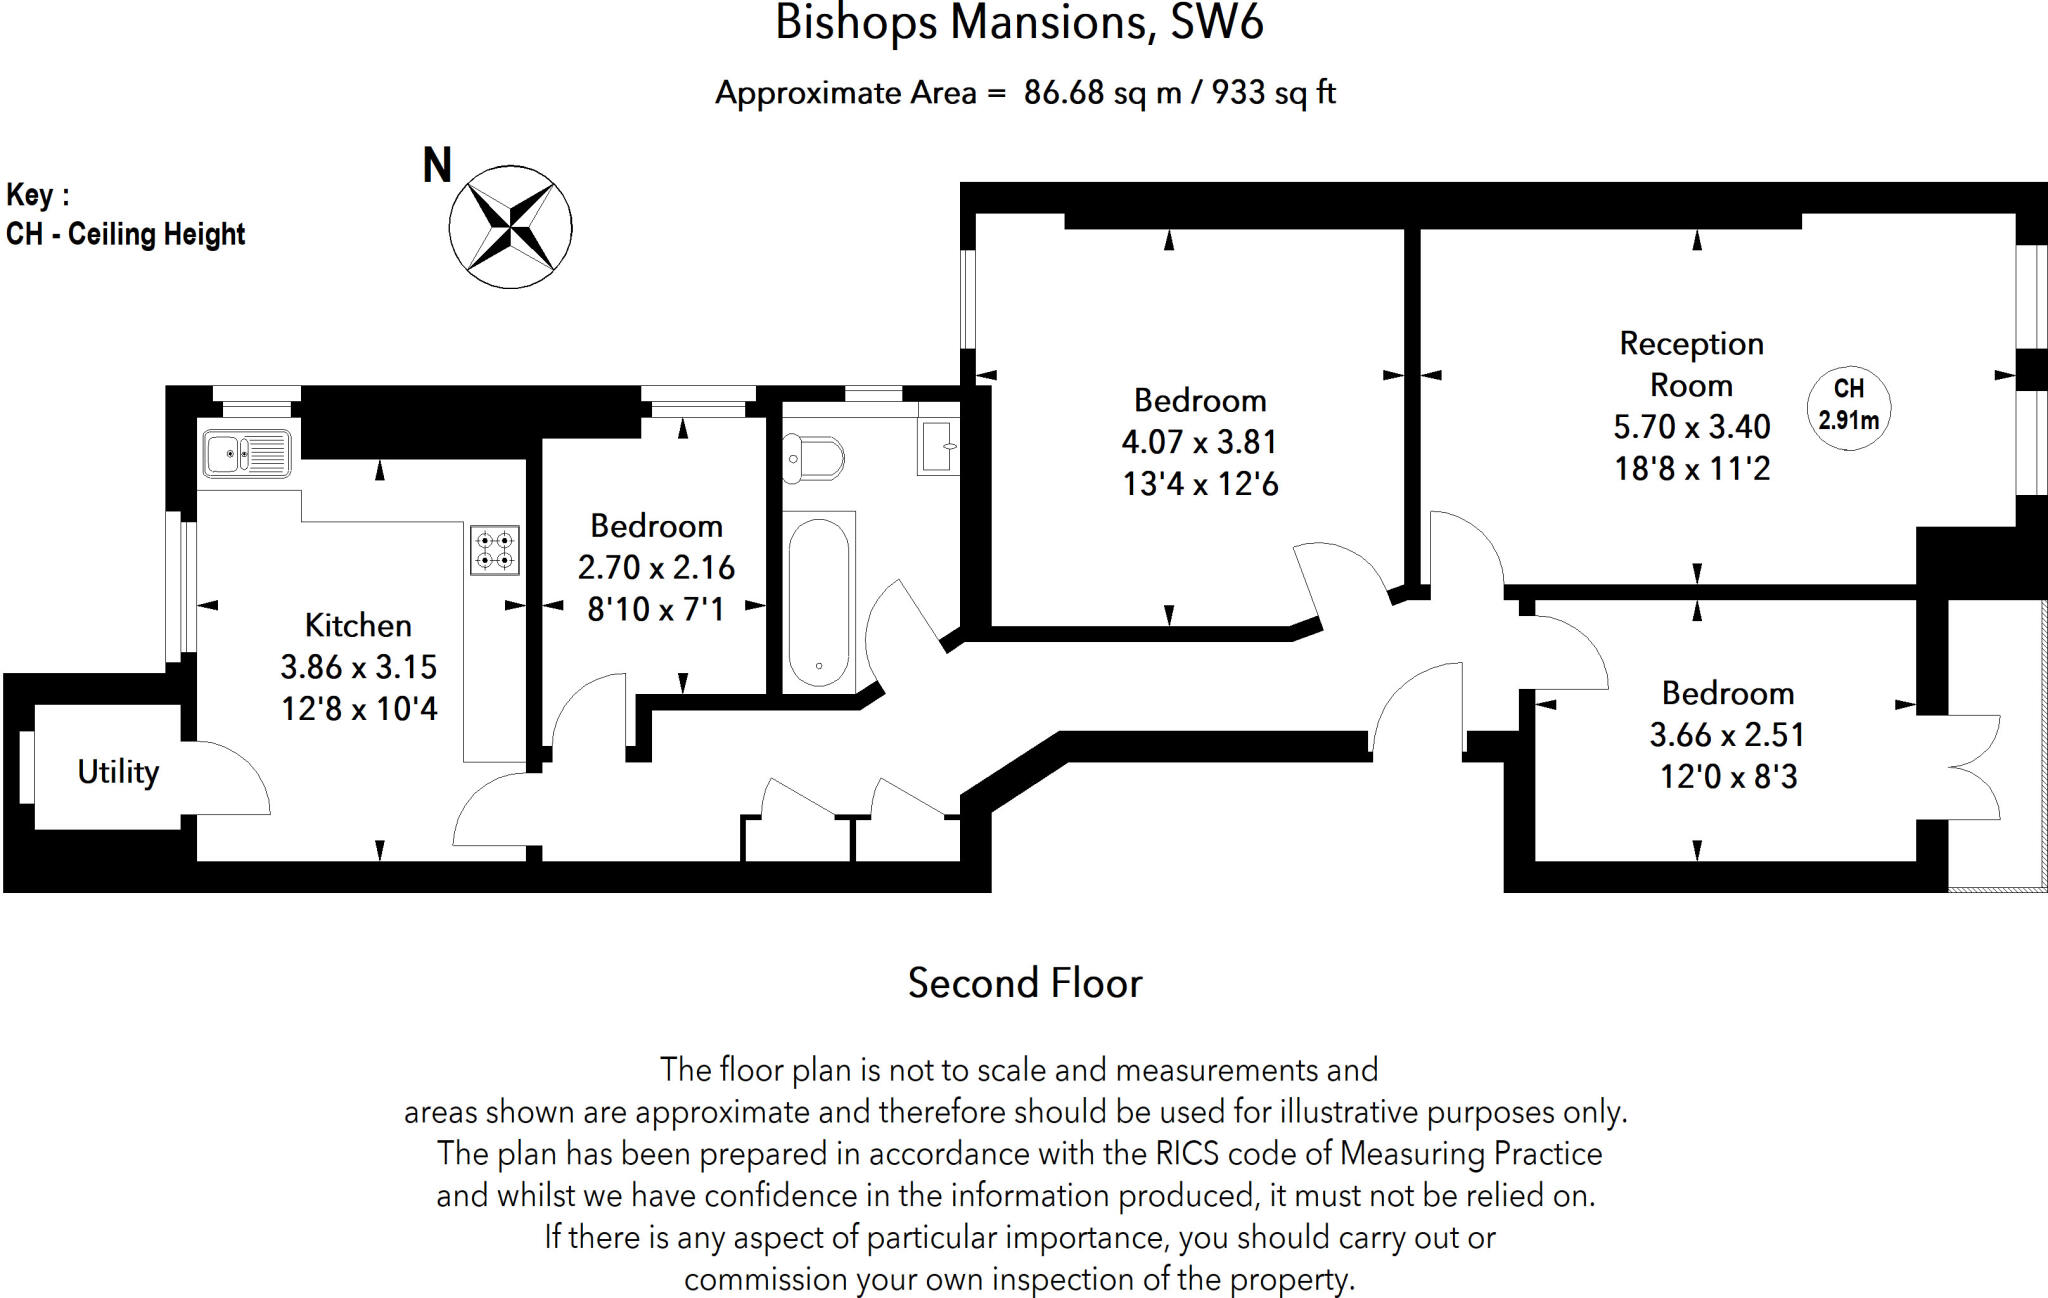 Bishops Mansions, SW6
Approximate Area = 86.68 sq m / 933 sq ft
N
Key :
CH - Ceiling Height
Reception
Room
5.70 x 3.40
18'8 x 11'2
CH
2.91m
Bedroom
4.07 x 3.81
13'4 x 12'6
Bedroom
2.70 x 2.16
8'10 x 7'1
Kitchen
3.86 x 3.15
12'8 x 10'4
Utility
Bedroom
3.66 x 2.51
12'0 x 8'3
Second Floor
The floor plan is not to scale and measurements and
areas shown are approximate and therefore should be used for illustrative purposes only.
The plan has been prepared in accordance with the RICS code of Measuring Practice
and whilst we have confidence in the information produced, it must not be relied on.
If there is any aspect of particular importance, you should carry out or
commission your own inspection of the property.